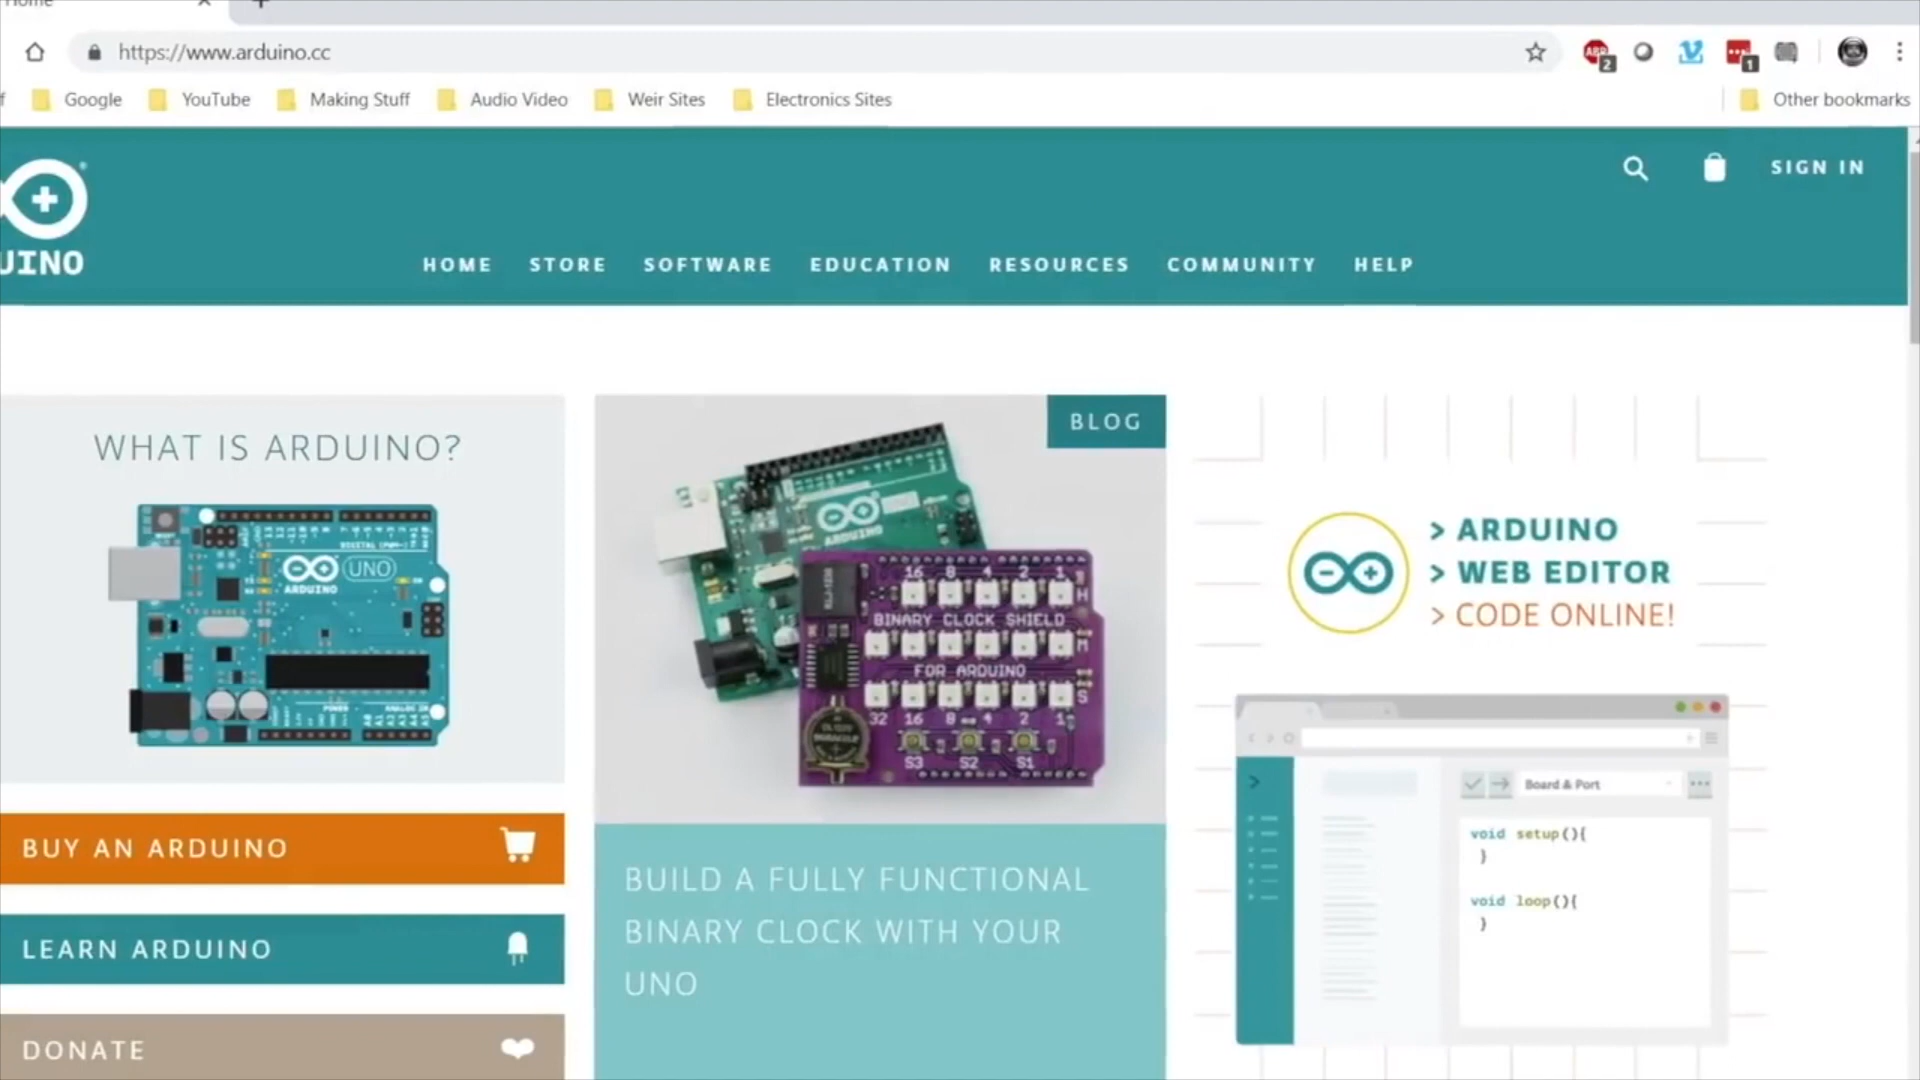 Home
https://www.arduino.cc
ABP
2
1
f
Google
YouTube
Making Stuff
Audio Video
Weir Sites
Electronics Sites
Other bookmarks
SIGN IN
UINO
HOME STORE SOFTWARE EDUCATION RESOURCES COMMUNITY HELP
WHAT IS ARDUINO?
UNO
ARDUINO
BLOG
ARDUINO
16 8 4 2 1
H
BINARY CLOCK SHIELD
M
FOR ARDUINO
S
32 16 8 4 2 1
S3 S2 S1
> ARDUINO
> WEB EDITOR
> CODE ONLINE!
Board & Port
void setup(){
}
void loop(){
}
BUY AN ARDUINO
LEARN ARDUINO
DONATE
BUILD A FULLY FUNCTIONAL
BINARY CLOCK WITH YOUR
UNO